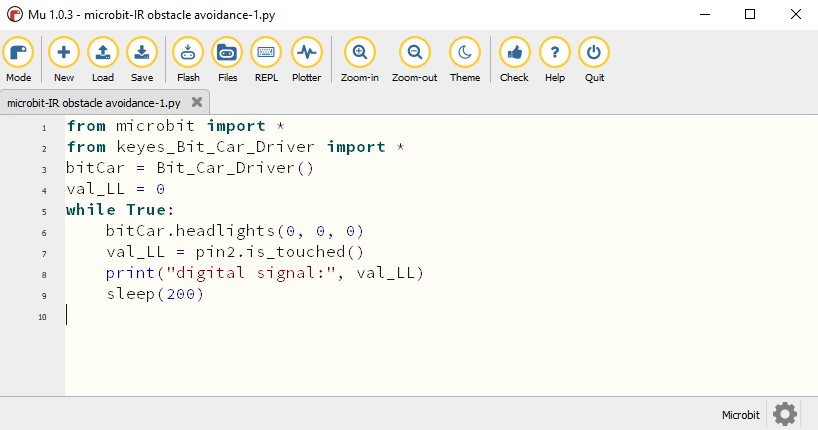 Mu 1.0.3 - microbit-IR obstacle avoidance-1.py
Mode New Load Save Flash Files REPL Plotter Zoom-in Zoom-out Theme Check Help Quit
microbit-IR obstacle avoidance-1.py
1 from microbit import *
2 from keyes_Bit_Car_Driver import *
3 bitCar = Bit_Car_Driver()
4 val_LL = 0
5 while True:
6     bitCar.headlights(0, 0, 0)
7     val_LL = pin2.is_touched()
8     print("digital signal:", val_LL)
9     sleep(200)
10
Microbit